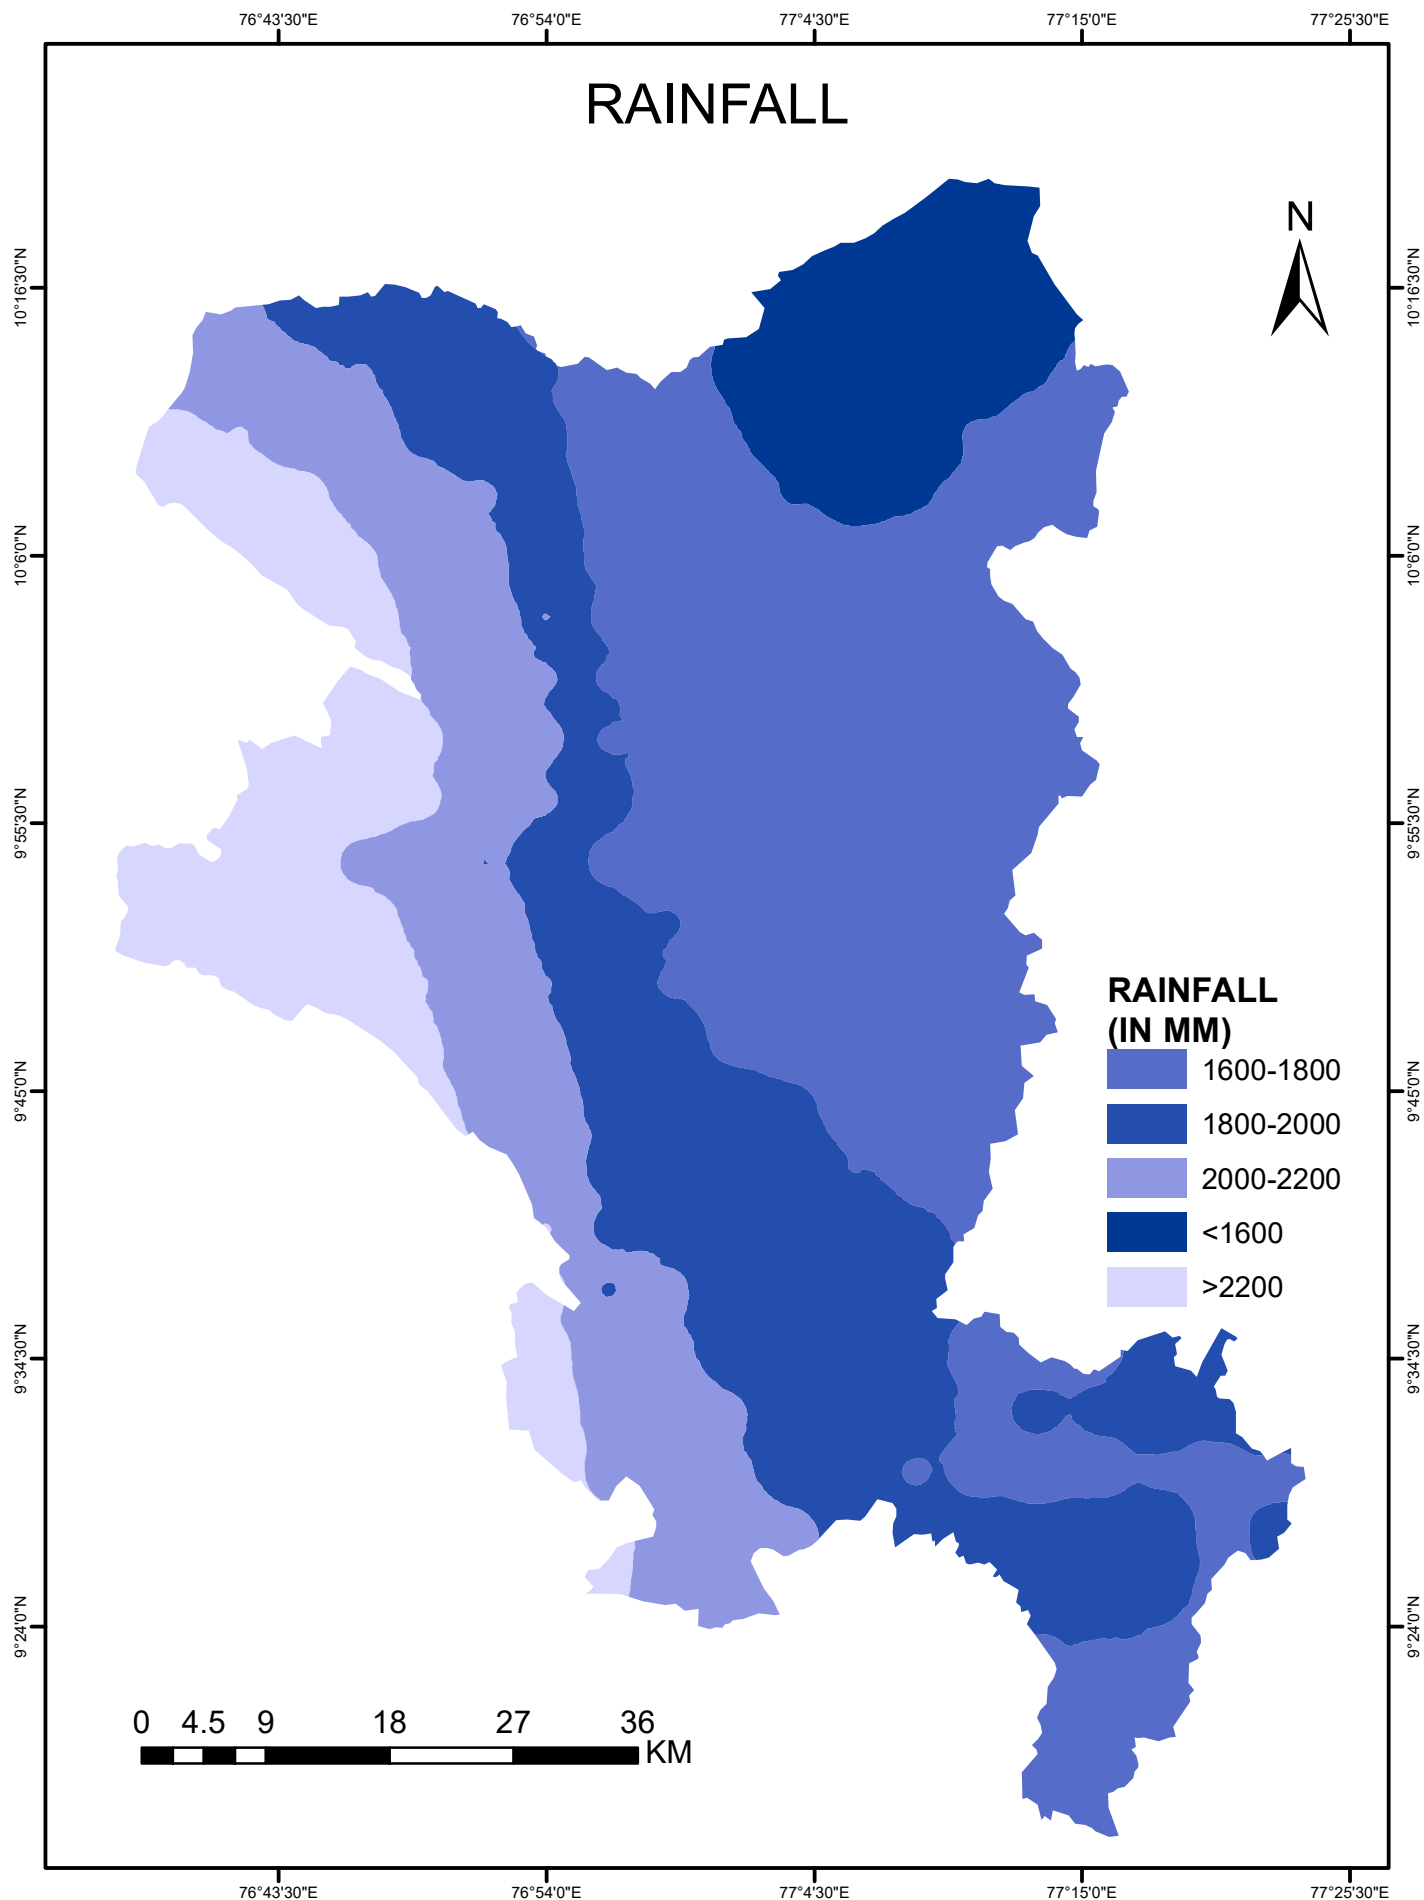 76°43'30"E 76°54'0"E 77°4'30"E 77°15'0"E 77°25'30"E
RAINFALL
N
10°16'30"N 10°16'30"N
10°6'0"N 10°6'0"N
9°55'30"N 9°55'30"N
RAINFALL
(IN MM)
1600-1800
1800-2000
2000-2200
<1600
>2200
9°45'0"N 9°45'0"N
9°34'30"N 9°34'30"N
9°24'0"N 9°24'0"N
0 4.5 9 18 27 36
KM
76°43'30"E 76°54'0"E 77°4'30"E 77°15'0"E 77°25'30"E